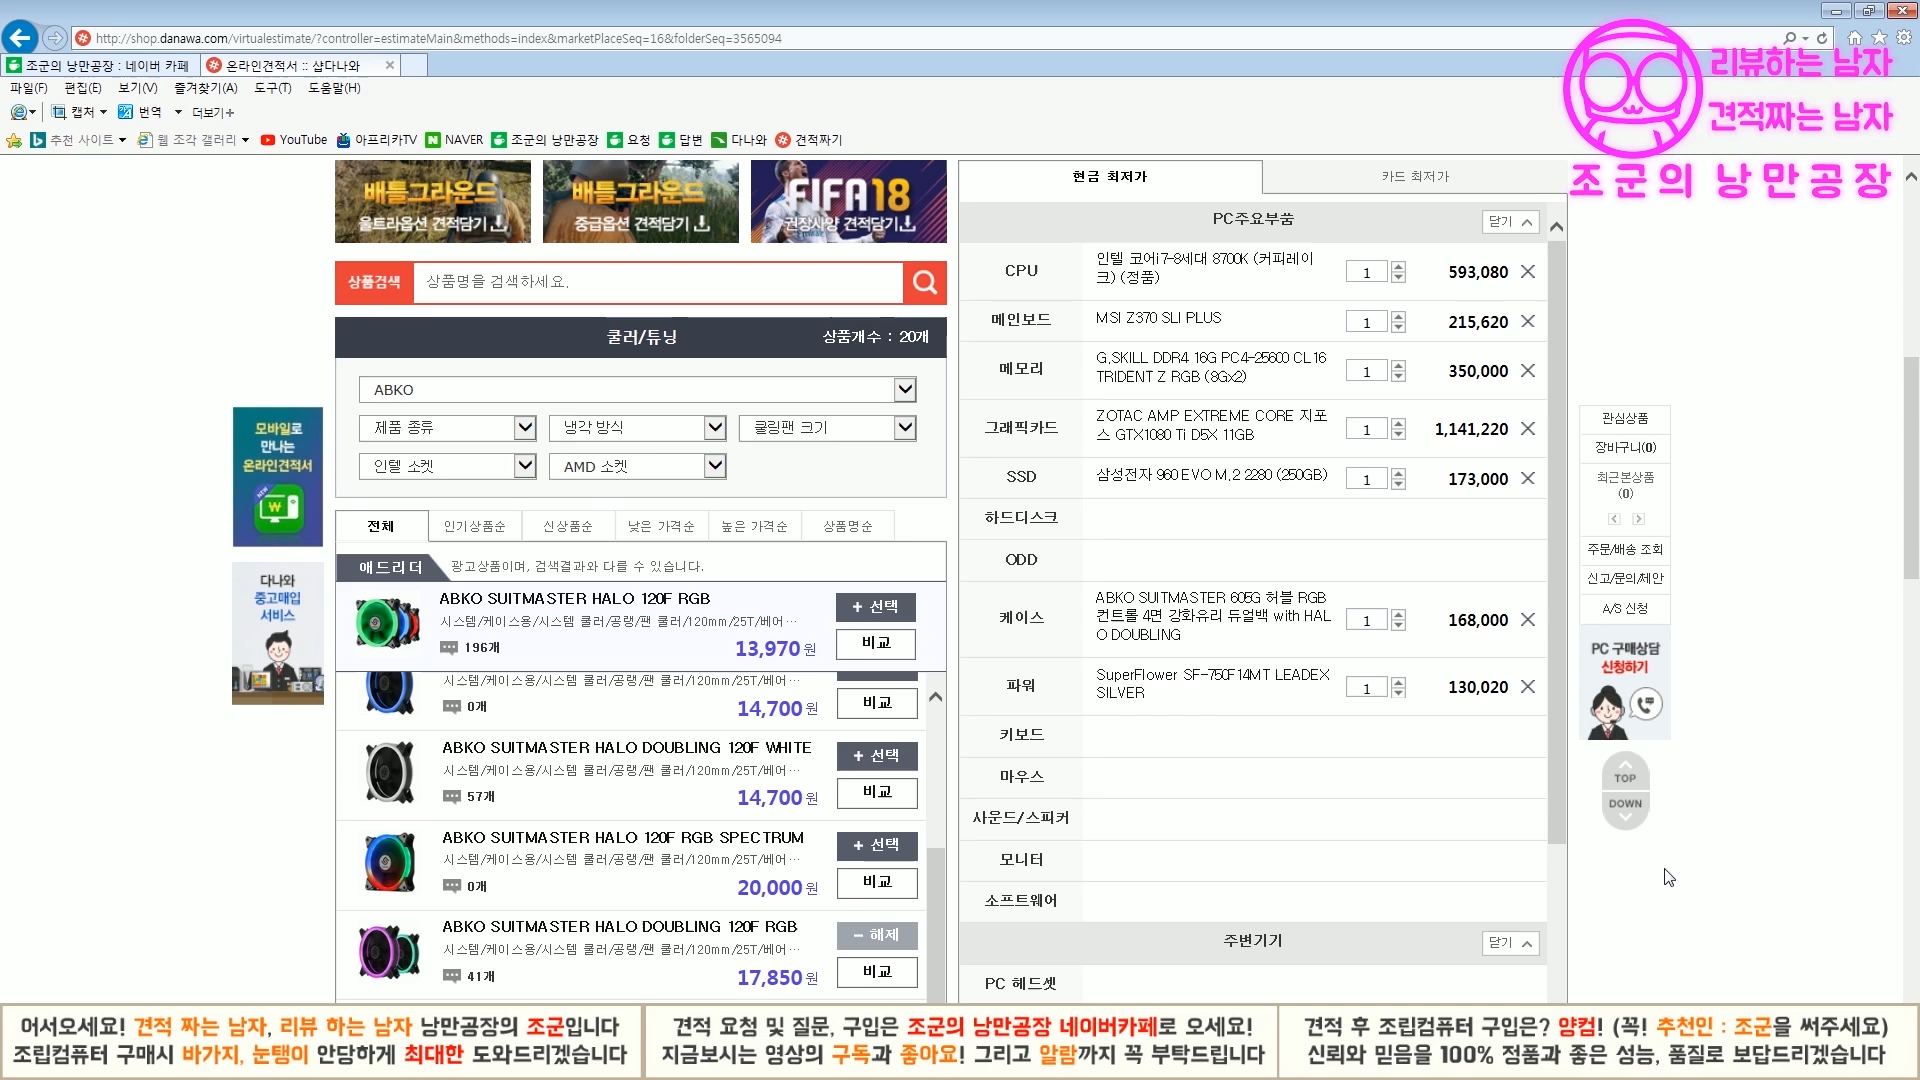 http://shop.danawa.com/virtualestimate/?controller=estimateMain&methods=index&marketPlaceSeq=16&folderSeq=3565094
조군의 낭만공장 : 네이버 카페
온라인견적서 :: 샵다나와
파일(F) 편집(E) 보기(V) 즐겨찾기(A) 도구(T) 도움말(H)
캡처 번역 더보기+
추천 사이트 웹 조각 갤러리 YouTube 아프리카TV NAVER 조군의 낭만공장 요청 답변 다나와 견적짜기
리뷰하는 남자
견적짜는 남자
조군의 낭만공장
배틀그라운드
울트라옵션 견적담기
배틀그라운드
중급옵션 견적담기
FIFA18
권장사양 견적담기
상품검색 상품명을 검색하세요.
쿨러/튜닝 상품개수 : 20개
ABKO
제품 종류 냉각 방식 쿨링팬 크기
인텔 소켓 AMD 소켓
전체 인기상품순 신상품순 낮은 가격순 높은 가격순 상품명순
애드리더 광고상품이며, 검색결과와 다를 수 있습니다.
ABKO SUITMASTER HALO 120F RGB
시스템/케이스용/시스템 쿨러/공랭/팬 쿨러/120mm/25T/베어…
196개 13,970원
+ 선택
비교
시스템/케이스용/시스템 쿨러/공랭/팬 쿨러/120mm/25T/베어…
0개 14,700원
비교
ABKO SUITMASTER HALO DOUBLING 120F WHITE
시스템/케이스용/시스템 쿨러/공랭/팬 쿨러/120mm/25T/베어…
57개 14,700원
+ 선택
비교
ABKO SUITMASTER HALO 120F RGB SPECTRUM
시스템/케이스용/시스템 쿨러/공랭/팬 쿨러/120mm/25T/베어…
0개 20,000원
+ 선택
비교
ABKO SUITMASTER HALO DOUBLING 120F RGB
시스템/케이스용/시스템 쿨러/공랭/팬 쿨러/120mm/25T/베어…
41개 17,850원
− 해제
비교
모바일로
만나는
온라인견적서
NEW
W
다나와
중고매입
서비스
현금 최저가 카드 최저가
PC주요부품 닫기
CPU 인텔 코어i7-8세대 8700K (커피레이
크) (정품) 1 593,080
메인보드 MSI Z370 SLI PLUS 1 215,620
메모리 G.SKILL DDR4 16G PC4-25600 CL16
TRIDENT Z RGB (8Gx2) 1 350,000
그래픽카드 ZOTAC AMP EXTREME CORE 지포
스 GTX1080 Ti D5X 11GB 1 1,141,220
SSD 삼성전자 960 EVO M.2 2280 (250GB) 1 173,000
하드디스크
ODD
케이스 ABKO SUITMASTER 605G 허블 RGB
컨트롤 4면 강화유리 듀얼백 with HAL
O DOUBLING 1 168,000
파워 SuperFlower SF-750F14MT LEADEX
SILVER 1 130,020
키보드
마우스
사운드/스피커
모니터
소프트웨어
주변기기 닫기
PC 헤드셋
관심상품
장바구니(0)
최근본상품
(0)
주문/배송 조회
신고/문의/제안
A/S 신청
PC 구매상담
신청하기
TOP
DOWN
어서오세요! 견적 짜는 남자, 리뷰 하는 남자 낭만공장의 조군입니다
조립컴퓨터 구매시 바가지, 눈탱이 안당하게 최대한 도와드리겠습니다
견적 요청 및 질문, 구입은 조군의 낭만공장 네이버카페로 오세요!
지금보시는 영상의 구독과 좋아요! 그리고 알람까지 꼭 부탁드립니다
견적 후 조립컴퓨터 구입은? 양컴! (꼭! 추천인 : 조군을 써주세요)
신뢰와 믿음을 100% 정품과 좋은 성능, 품질로 보답드리겠습니다